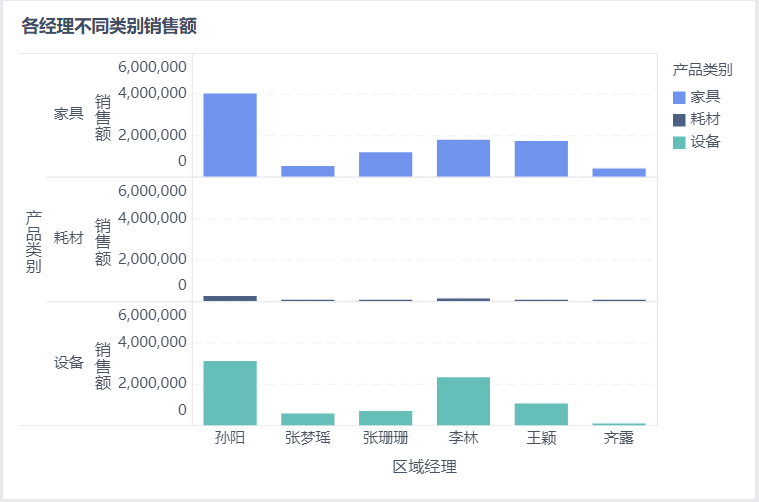 各经理不同类别销售额
产品类别
家具
耗材
设备
产品类别
家具
销售额
6,000,000
4,000,000
2,000,000
0
耗材
销售额
6,000,000
4,000,000
2,000,000
0
设备
销售额
6,000,000
4,000,000
2,000,000
0
孙阳 张梦瑶 张珊珊 李林 王颖 齐露
区域经理